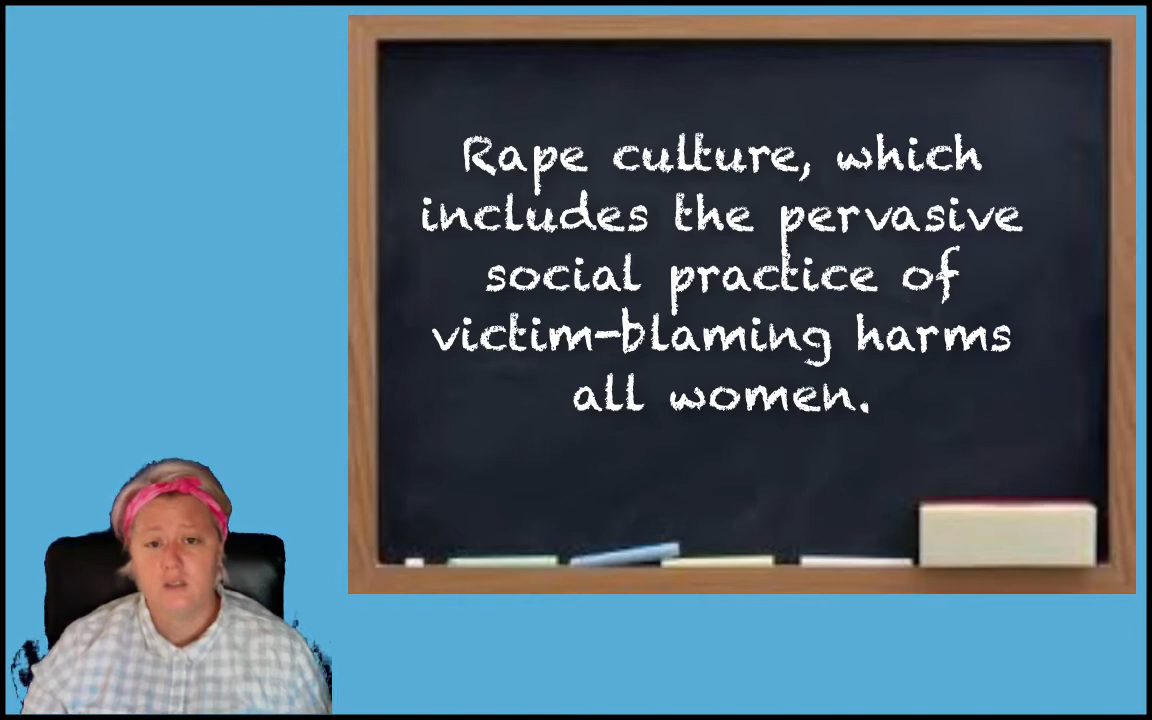 Rape culture, which
includes the pervasive
social practice of
victim-blaming harms
all women.